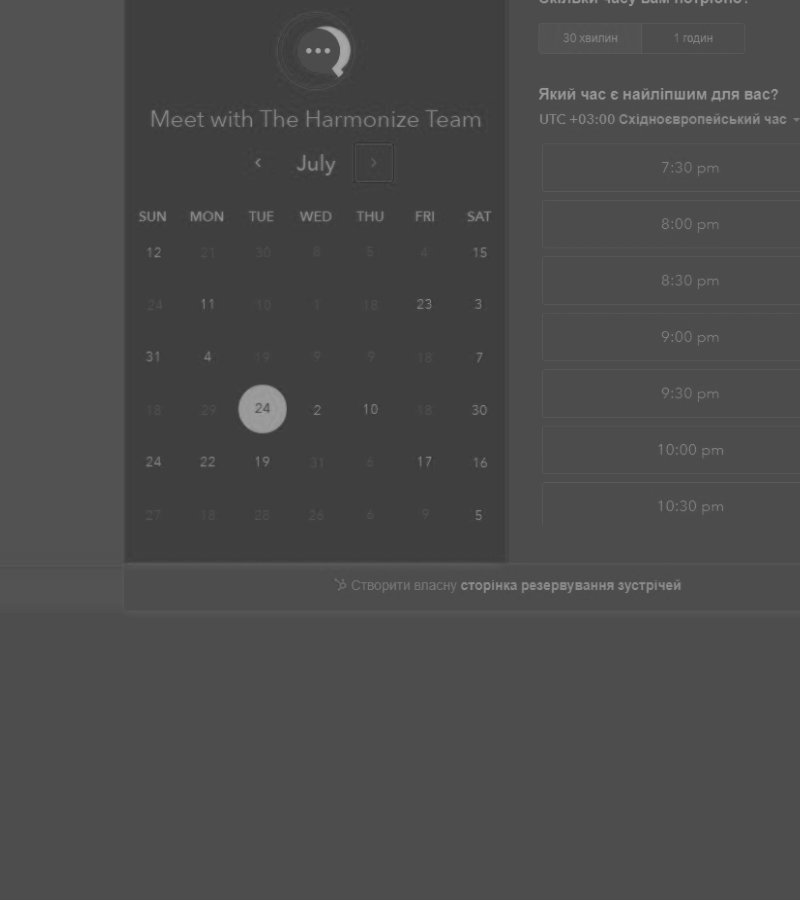 Скільки часу вам потрібно?
30 хвилин 1 годин
Meet with The Harmonize Team
July
SUN MON TUE WED THU FRI SAT
12 21 30 8 5 4 15
24 11 10 1 18 23 3
31 4 19 9 9 18 7
18 29 24 2 10 18 30
24 22 19 31 6 17 16
27 18 28 26 6 9 5
Який час є найліпшим для вас?
UTC +03:00 Східноєвропейський час
7:30 pm
8:00 pm
8:30 pm
9:00 pm
9:30 pm
10:00 pm
10:30 pm
Створити власну сторінка резервування зустрічей